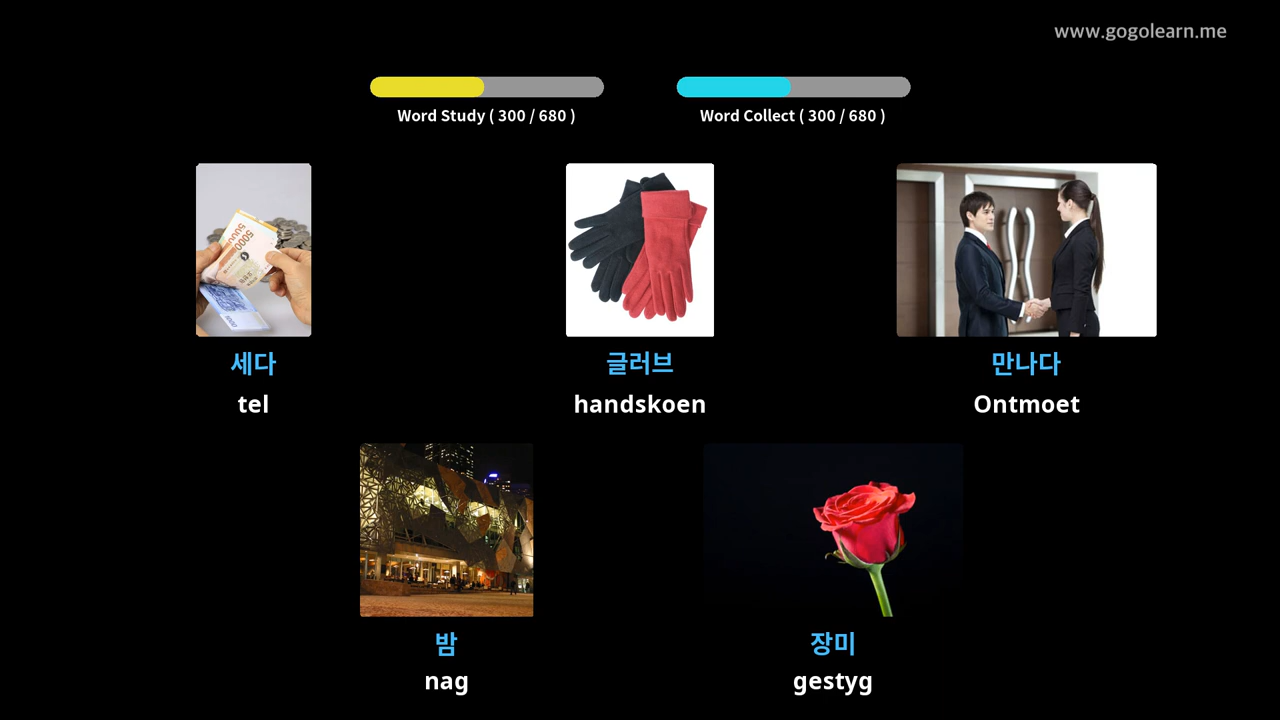 www.gogolearn.me
Word Study ( 300 / 680 )
Word Collect ( 300 / 680 )
세다
글러브
만나다
tel
handskoen
Ontmoet
밤
장미
nag
gestyg